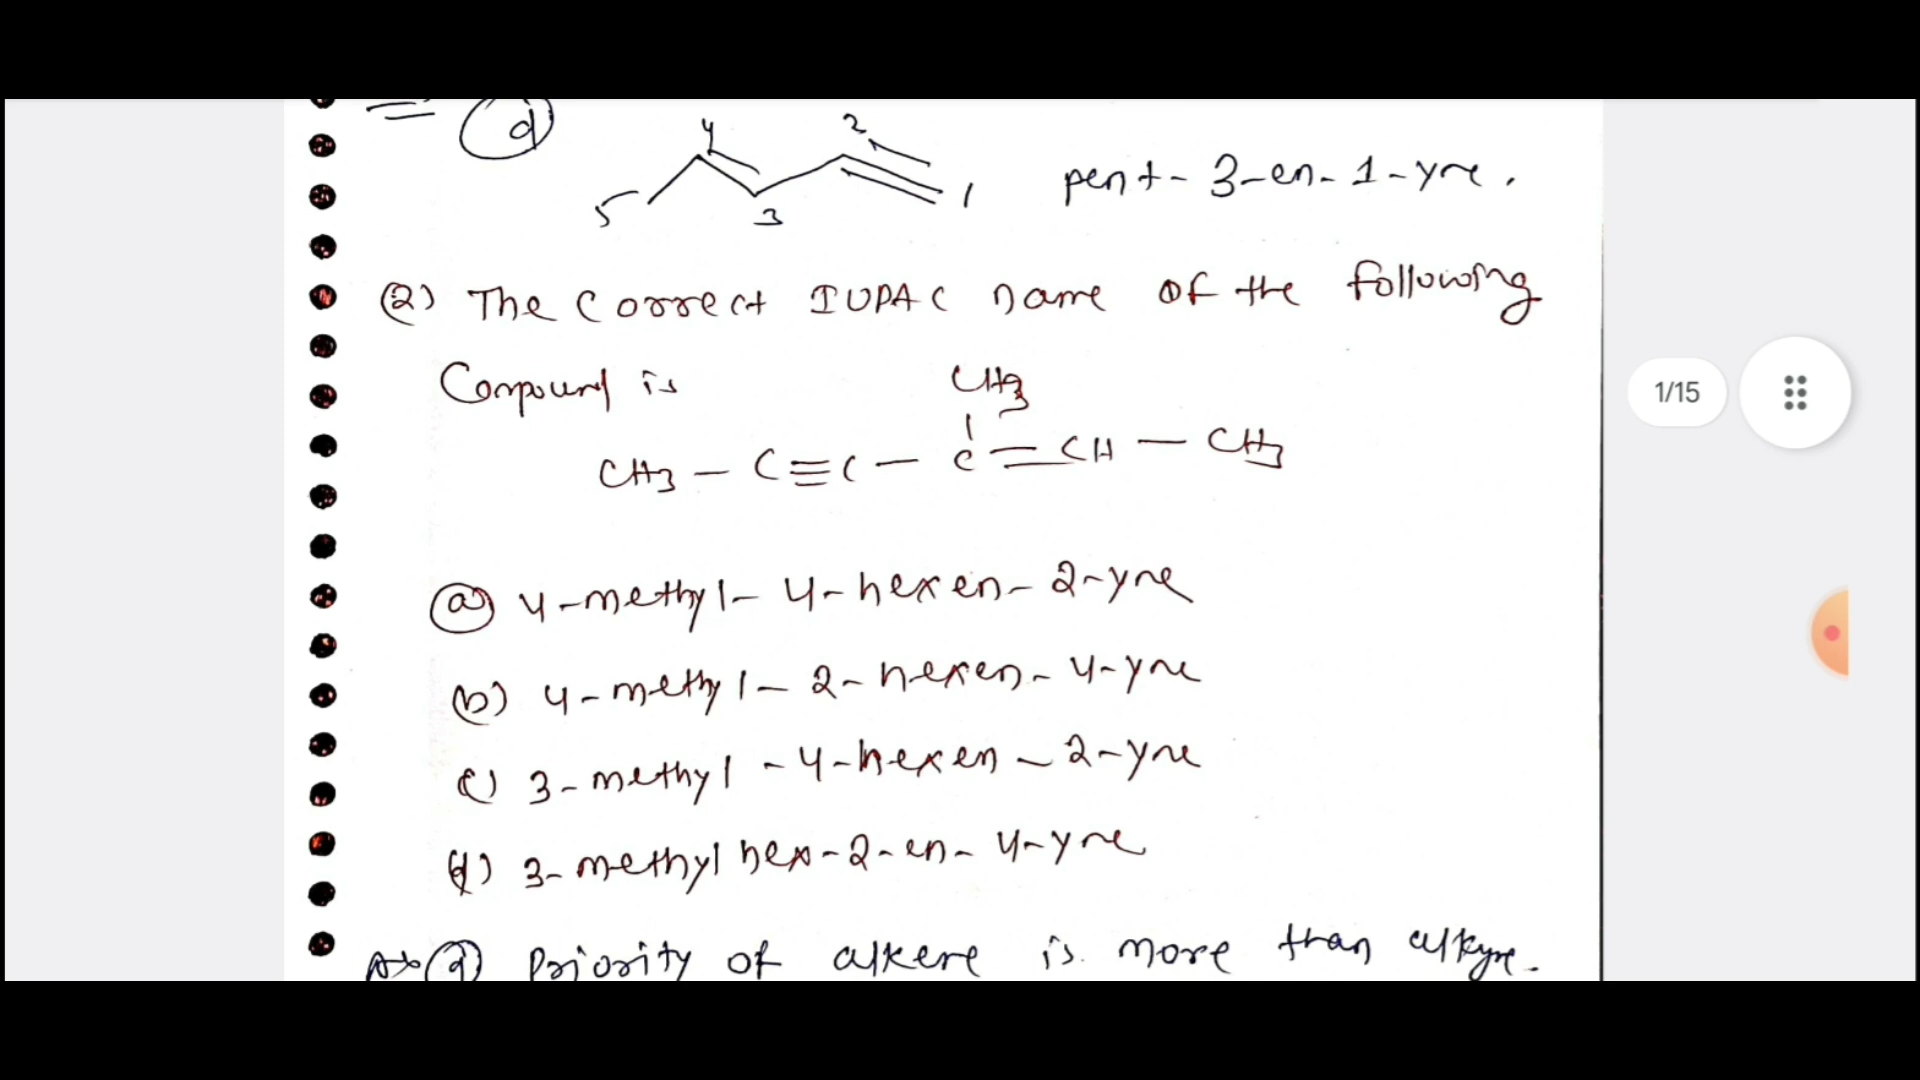 = (d)
4 2
5 3 1 pent-3-en-1-yne.
(2) The Correct IUPAC name of the following
Compound is
CH3
CH3 — C≡C — C=CH — CH3
1/15
(a) 4-methyl-4-hexen-2-yne
(b) 4-methyl-2-hexen-4-yne
(c) 3-methyl-4-hexen-2-yne
(d) 3-methyl hex-2-en-4-yne
A> (d) Priority of alkene is more than alkyne.